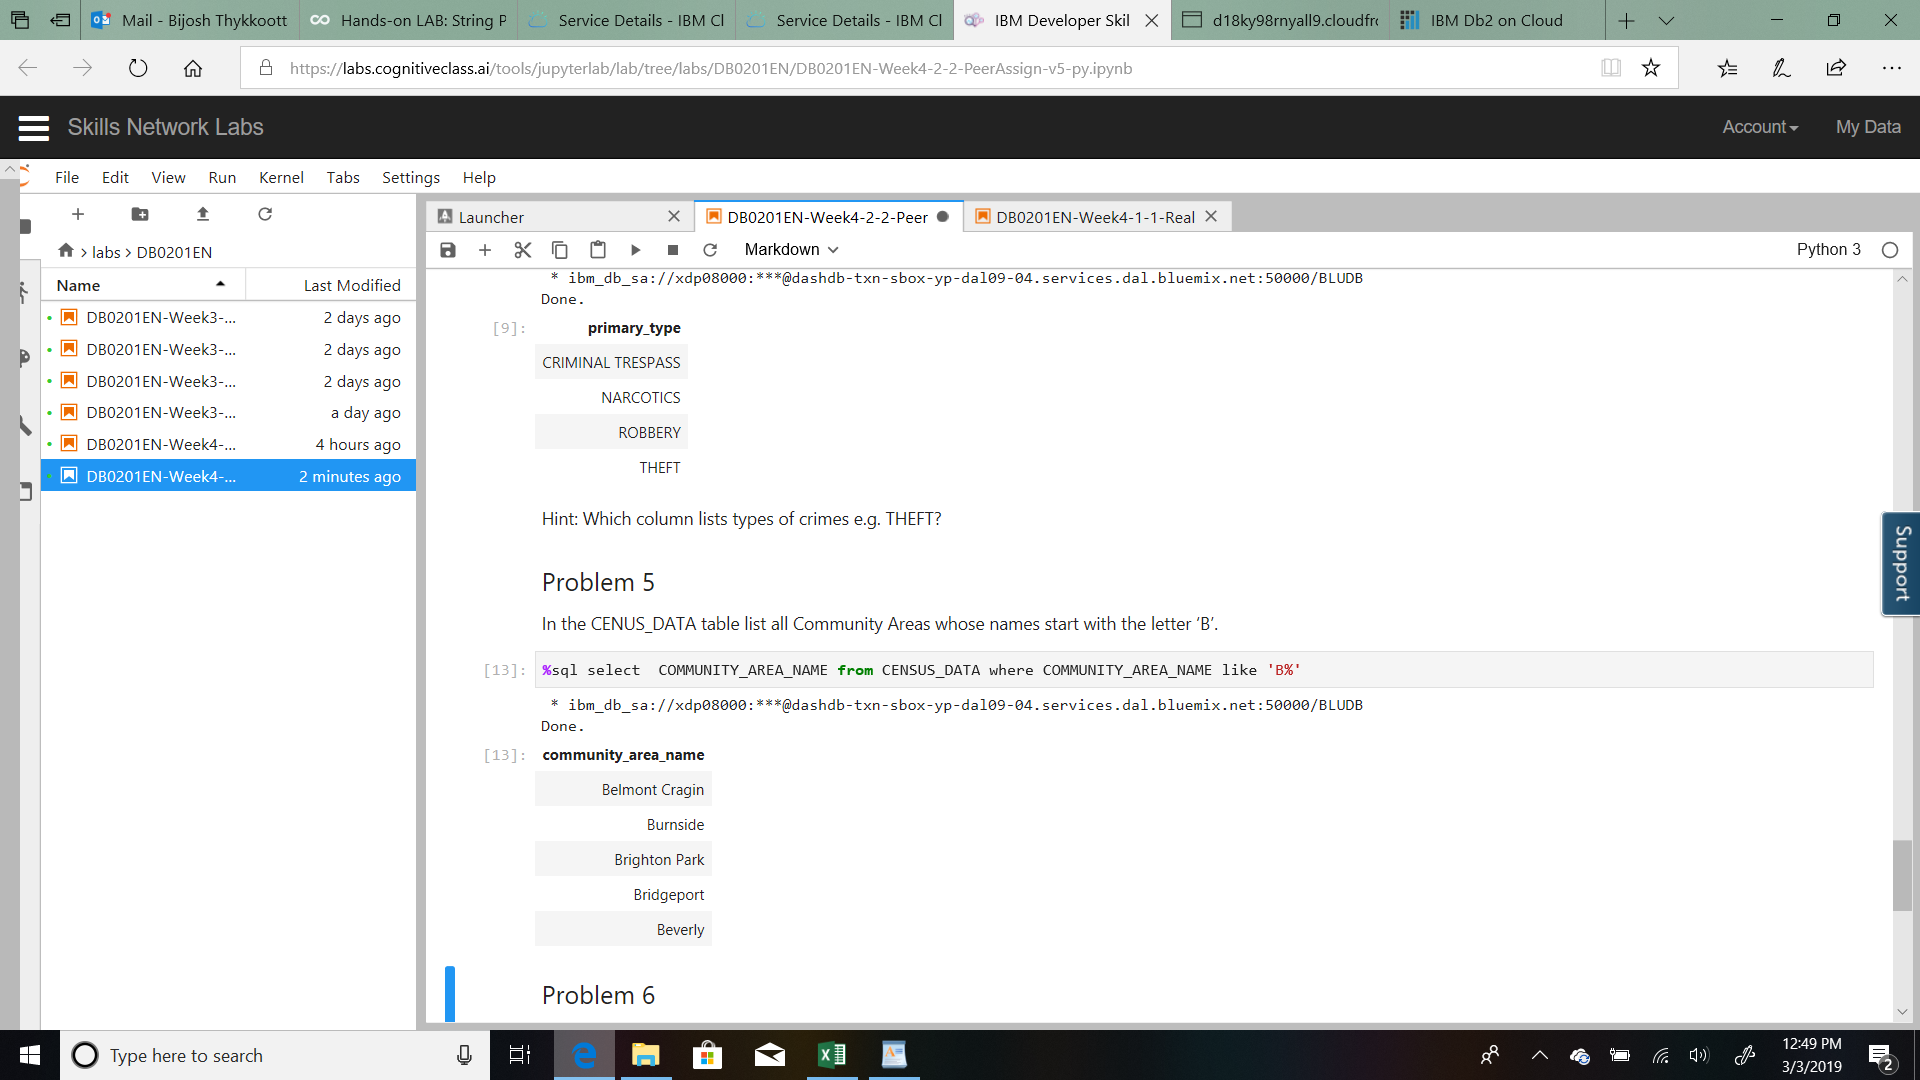 Mail - Bijosh Thykkoott
Hands-on LAB: String P
Service Details - IBM Cl
Service Details - IBM Cl
IBM Developer Skil
d18ky98rnyall9.cloudfro
IBM Db2 on Cloud
https://labs.cognitiveclass.ai/tools/jupyterlab/lab/tree/labs/DB0201EN/DB0201EN-Week4-2-2-PeerAssign-v5-py.ipynb
Skills Network Labs
Account
My Data
File Edit View Run Kernel Tabs Settings Help
Launcher
DB0201EN-Week4-2-2-Peer
DB0201EN-Week4-1-1-Real
Markdown
Python 3
> labs > DB0201EN
Name Last Modified
DB0201EN-Week3-... 2 days ago
DB0201EN-Week3-... 2 days ago
DB0201EN-Week3-... 2 days ago
DB0201EN-Week3-... a day ago
DB0201EN-Week4-... 4 hours ago
DB0201EN-Week4-... 2 minutes ago
* ibm_db_sa://xdp08000:***@dashdb-txn-sbox-yp-dal09-04.services.dal.bluemix.net:50000/BLUDB
Done.
[9]: primary_type
CRIMINAL TRESPASS
NARCOTICS
ROBBERY
THEFT
Hint: Which column lists types of crimes e.g. THEFT?
Problem 5
In the CENUS_DATA table list all Community Areas whose names start with the letter ‘B’.
[13]: %sql select  COMMUNITY_AREA_NAME from CENSUS_DATA where COMMUNITY_AREA_NAME like 'B%'
* ibm_db_sa://xdp08000:***@dashdb-txn-sbox-yp-dal09-04.services.dal.bluemix.net:50000/BLUDB
Done.
[13]: community_area_name
Belmont Cragin
Burnside
Brighton Park
Bridgeport
Beverly
Problem 6
Support
Type here to search
12:49 PM
3/3/2019
2